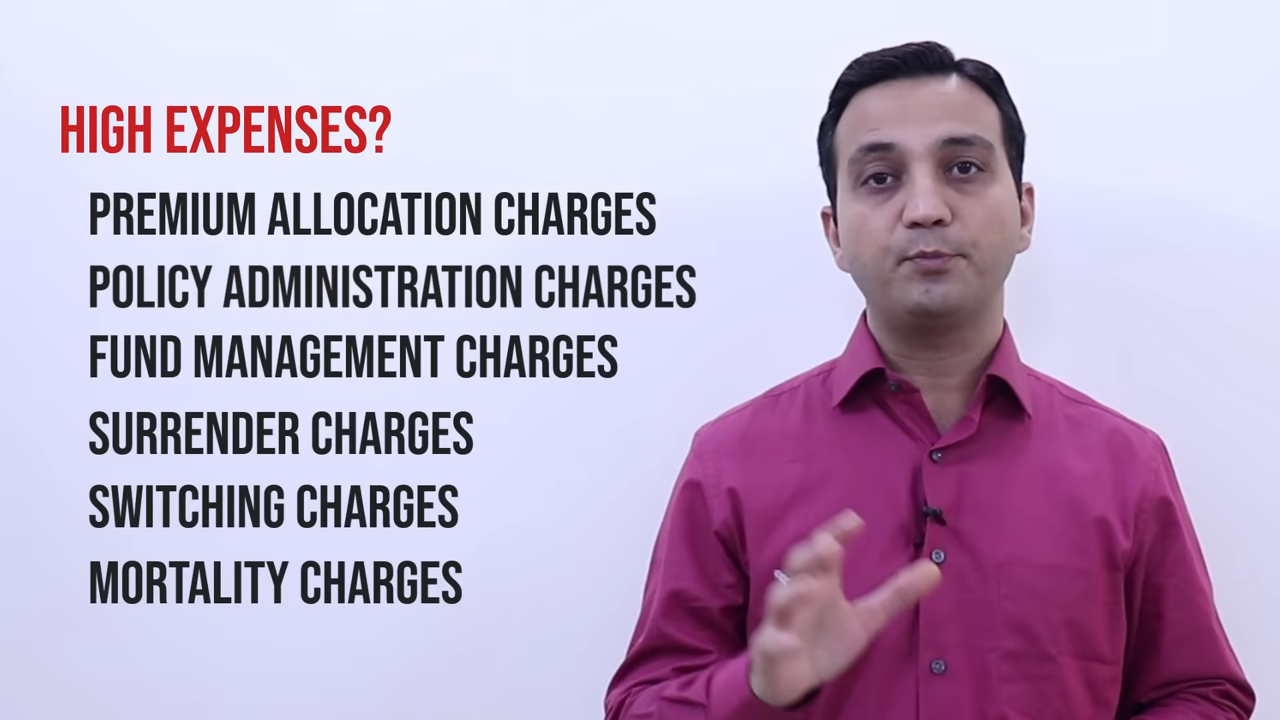 HIGH EXPENSES?
PREMIUM ALLOCATION CHARGES
POLICY ADMINISTRATION CHARGES
FUND MANAGEMENT CHARGES
SURRENDER CHARGES
SWITCHING CHARGES
MORTALITY CHARGES